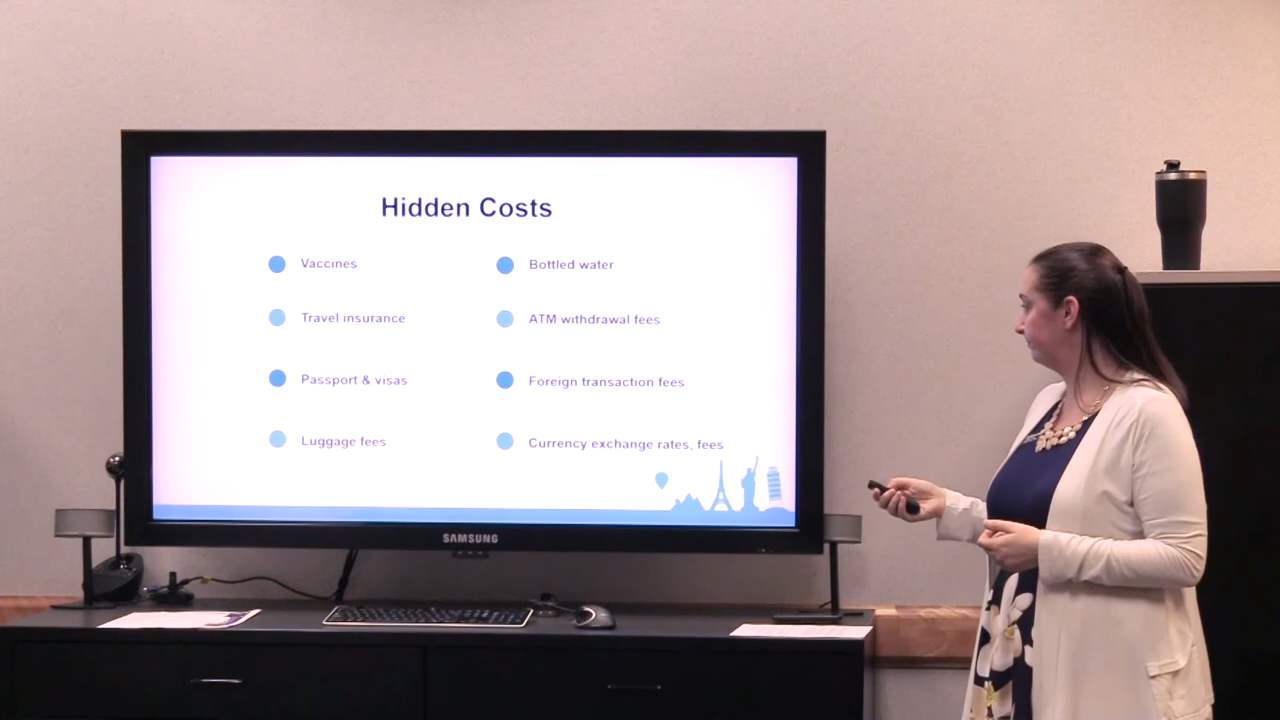 Hidden Costs
Vaccines
Travel insurance
Passport & visas
Luggage fees
Bottled water
ATM withdrawal fees
Foreign transaction fees
Currency exchange rates, fees
SAMSUNG